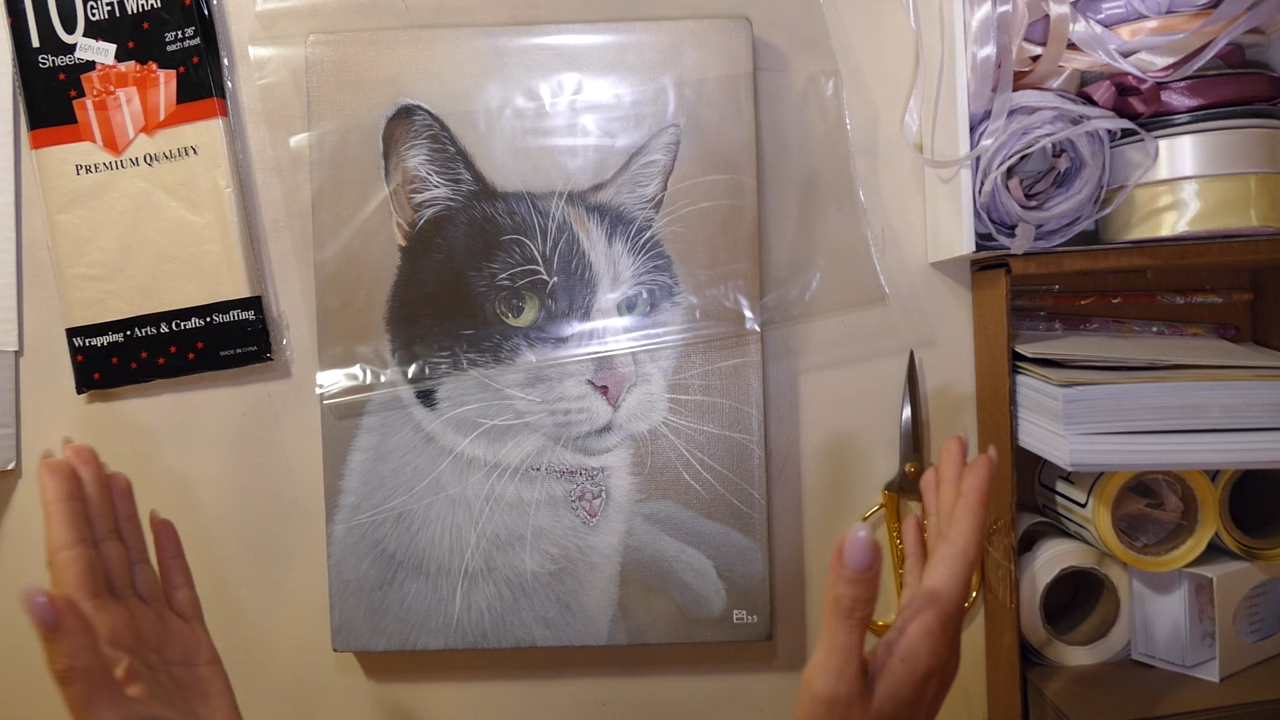 10 GIFT WRAP
Sheets
20" X 26"
each sheet
PREMIUM QUALITY
Wrapping • Arts & Crafts • Stuffing
MADE IN CHINA